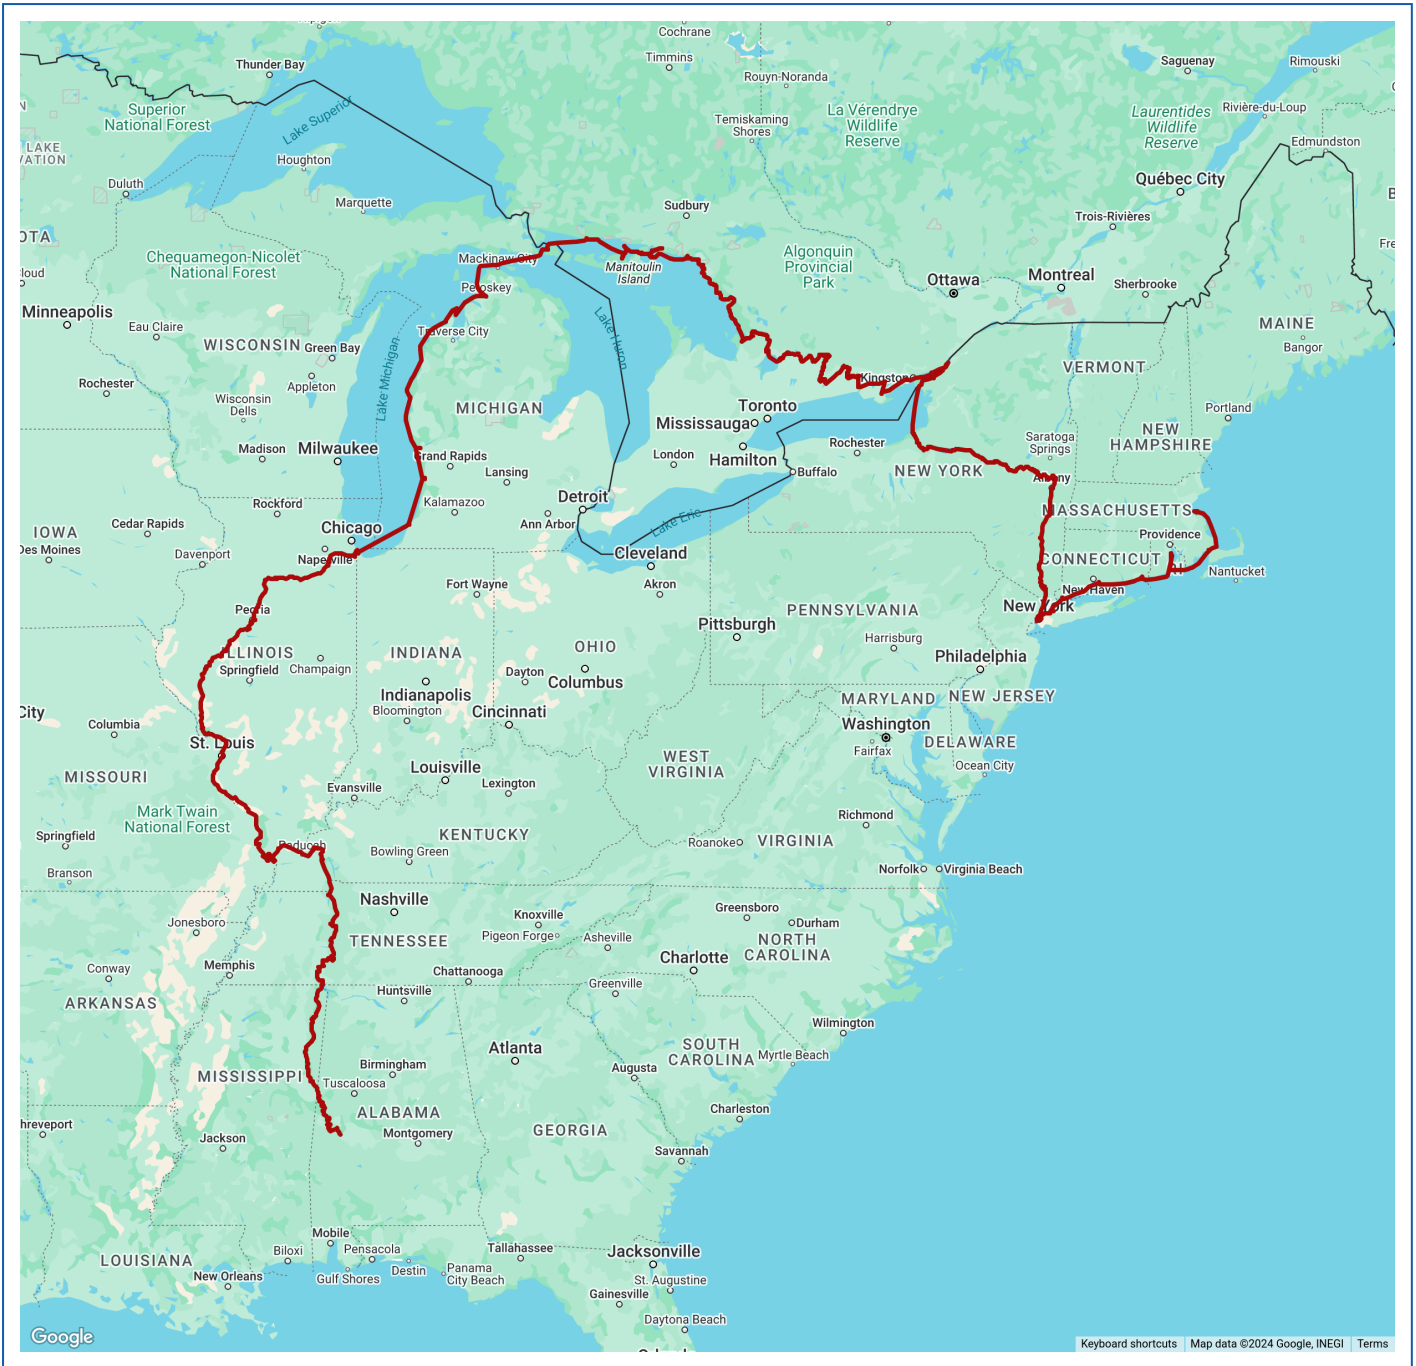 Cochrane
Timmins
Saguenay
Rimouski
Thunder Bay
Rouyn-Noranda
Superior
National Forest
Lake Superior
La Vérendrye
Wildlife
Reserve
Laurentides
Wildlife
Reserve
Rivière-du-Loup
Temiskaming
Shores
Edmundston
LAKE
VATION
Houghton
Duluth
Québec City
Marquette
Sudbury
Trois-Rivières
OTA
Chequamegon-Nicolet
National Forest
Mackinaw City
Manitoulin
Island
Algonquin
Provincial
Park
Ottawa
Montreal
Sherbrooke
Fre
cloud
Petoskey
Minneapolis
Eau Claire
Traverse City
Lake Huron
MAINE
Bangor
WISCONSIN
Green Bay
Lake Michigan
VERMONT
Rochester
Appleton
Kingston
Wisconsin
Dells
MICHIGAN
Toronto
Mississauga
Portland
NEW
HAMPSHIRE
Saratoga
Springs
Madison
Milwaukee
Grand Rapids
London
Hamilton
Rochester
Lansing
Buffalo
NEW YORK
Albany
Rockford
Kalamazoo
Detroit
MASSACHUSETTS
IOWA
Cedar Rapids
Chicago
Ann Arbor
Lake Erie
Providence
Des Moines
Davenport
Naperville
Cleveland
CONNECTICUT
RI
Nantucket
Fort Wayne
Akron
New Haven
Peoria
PENNSYLVANIA
New York
Pittsburgh
Harrisburg
ILLINOIS
INDIANA
OHIO
Philadelphia
Springfield
Champaign
Dayton
Columbus
Indianapolis
MARYLAND
NEW JERSEY
City
Columbia
Bloomington
Cincinnati
Washington
St. Louis
Fairfax
DELAWARE
WEST
VIRGINIA
Ocean City
MISSOURI
Louisville
Evansville
Lexington
Mark Twain
National Forest
Richmond
Springfield
Paducah
KENTUCKY
Roanoke
VIRGINIA
Bowling Green
Branson
Norfolk
Virginia Beach
Nashville
Jonesboro
Knoxville
Greensboro
Durham
TENNESSEE
Pigeon Forge
Asheville
NORTH
CAROLINA
Conway
Memphis
Chattanooga
Charlotte
ARKANSAS
Huntsville
Greenville
Wilmington
Atlanta
SOUTH
CAROLINA
Myrtle Beach
Birmingham
MISSISSIPPI
Tuscaloosa
Augusta
ALABAMA
Charleston
hreveport
Jackson
Montgomery
GEORGIA
Savannah
Mobile
LOUISIANA
Biloxi
Pensacola
Tallahassee
Jacksonville
New Orleans
Gulf Shores
Destin
Panama
City Beach
St. Augustine
Gainesville
Daytona Beach
Google
Keyboard shortcuts
Map data ©2024 Google, INEGI
Terms